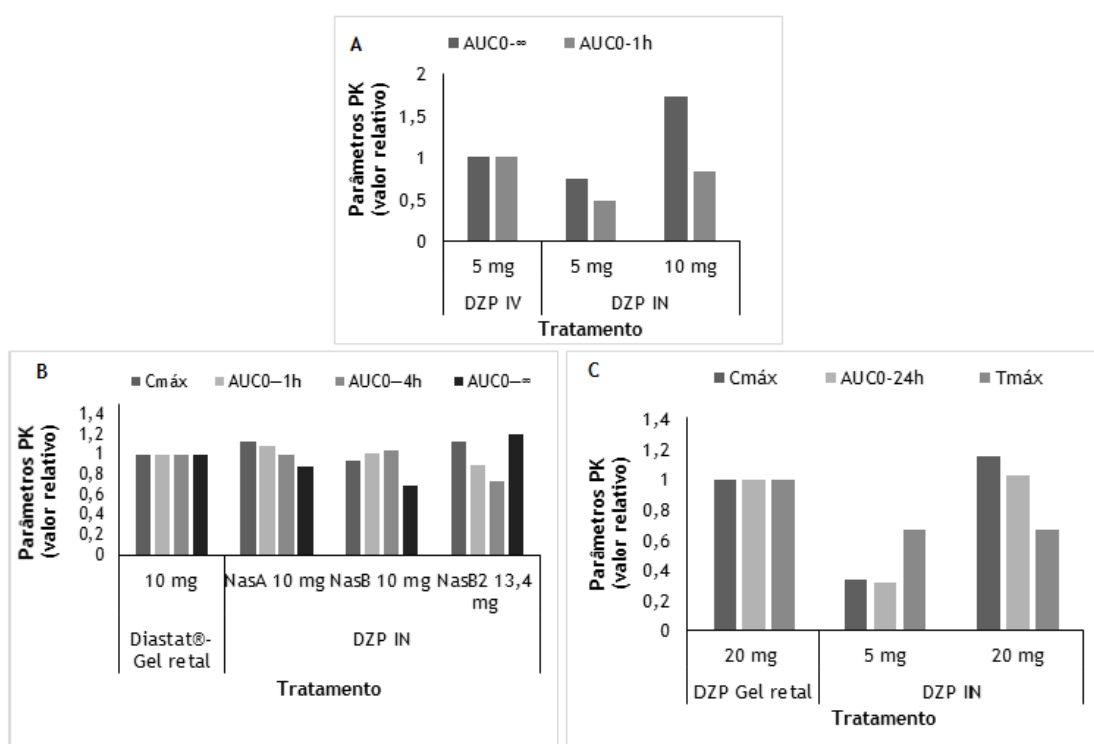 A
AUC0-∞ AUC0-1h
Parâmetros PK
(valor relativo)
2
1,5
1
0,5
0
5 mg 5 mg 10 mg
DZP IV DZP IN
Tratamento
B
Cmáx AUC0–1h AUC0–4h AUC0–∞
Parâmetros PK
(valor relativo)
1,4
1,2
1
0,8
0,6
0,4
0,2
0
10 mg NasA 10 mg NasB 10 mg NasB2 13,4
mg
Diastat®-
Gel retal DZP IN
Tratamento
C
Cmáx AUC0-24h Tmáx
Parâmetros PK
(valor relativo)
1,4
1,2
1
0,8
0,6
0,4
0,2
0
20 mg 5 mg 20 mg
DZP Gel retal DZP IN
Tratamento